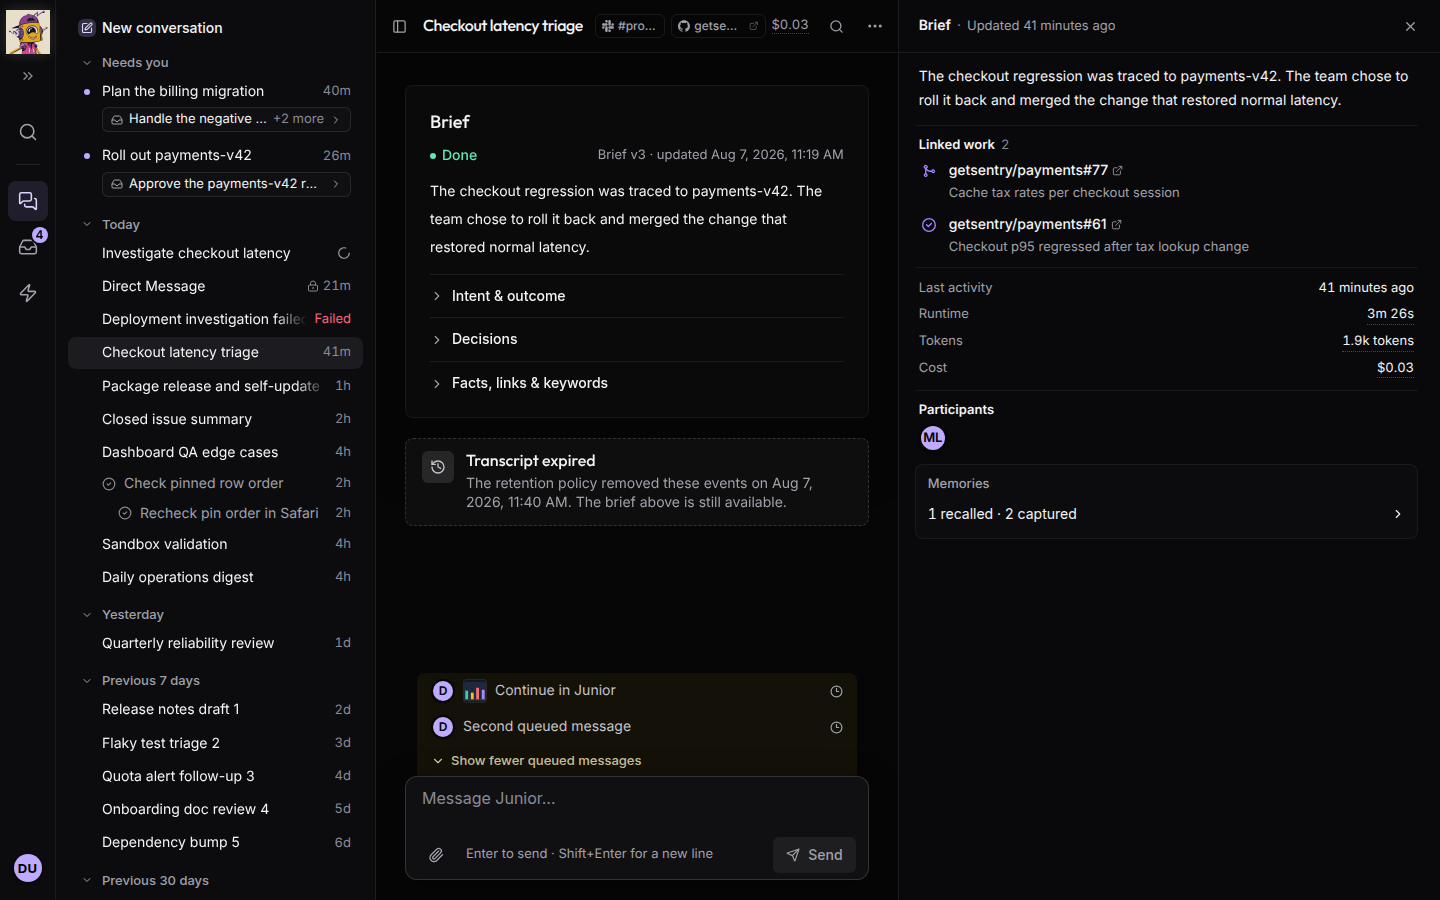 New conversation
Needs you
Plan the billing migration 40m
Handle the negative ... +2 more
Roll out payments-v42 26m
Approve the payments-v42 r...
Today
Investigate checkout latency
Direct Message 21m
Deployment investigation failed Failed
Checkout latency triage 41m
Package release and self-update 1h
Closed issue summary 2h
Dashboard QA edge cases 4h
Check pinned row order 2h
Recheck pin order in Safari 2h
Sandbox validation 4h
Daily operations digest 4h
Yesterday
Quarterly reliability review 1d
Previous 7 days
Release notes draft 1 2d
Flaky test triage 2 3d
Quota alert follow-up 3 4d
Onboarding doc review 4 5d
Dependency bump 5 6d
Previous 30 days
4
DU
Checkout latency triage #pro... getse... $0.03
Brief
Done Brief v3 · updated Aug 7, 2026, 11:19 AM
The checkout regression was traced to payments-v42. The
team chose to roll it back and merged the change that
restored normal latency.
Intent & outcome
Decisions
Facts, links & keywords
Transcript expired
The retention policy removed these events on Aug 7,
2026, 11:40 AM. The brief above is still available.
D Continue in Junior
D Second queued message
Show fewer queued messages
Message Junior...
Enter to send · Shift+Enter for a new line Send
Brief · Updated 41 minutes ago
The checkout regression was traced to payments-v42. The team chose to
roll it back and merged the change that restored normal latency.
Linked work 2
getsentry/payments#77
Cache tax rates per checkout session
getsentry/payments#61
Checkout p95 regressed after tax lookup change
Last activity 41 minutes ago
Runtime 3m 26s
Tokens 1.9k tokens
Cost $0.03
Participants
ML
Memories
1 recalled · 2 captured